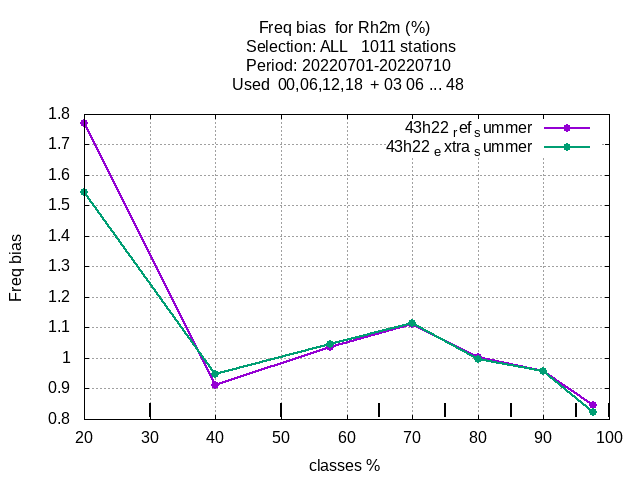 Freq bias  for Rh2m (%)
Selection: ALL   1011 stations
Period: 20220701-20220710
Used  00,06,12,18  + 03 06 ... 48
43h22 ref summer
43h22 extra summer
1.8
1.7
1.6
1.5
1.4
1.3
1.2
1.1
1
0.9
0.8
Freq bias
20 30 40 50 60 70 80 90 100
classes %